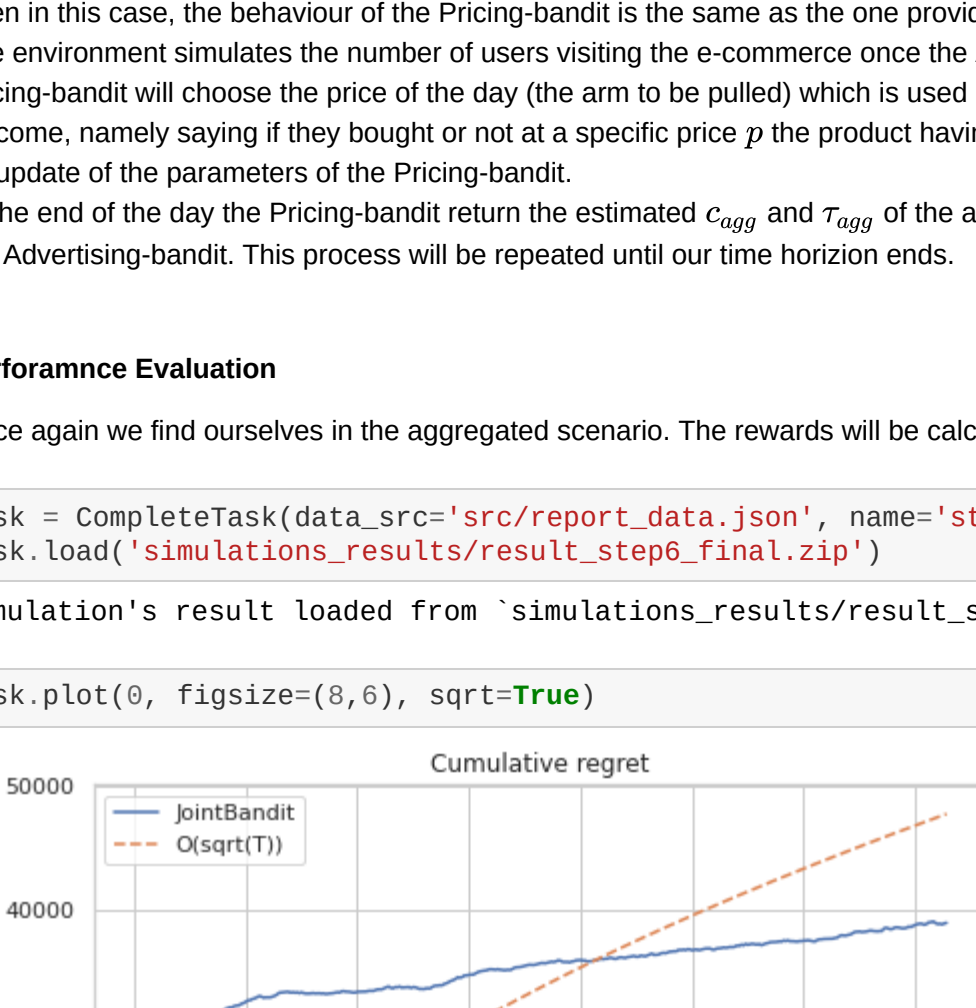 en in this case, the behaviour of the Pricing-bandit is the same as the one provid
e environment simulates the number of users visiting the e-commerce once the
cing-bandit will choose the price of the day (the arm to be pulled) which is used
come, namely saying if they bought or not at a specific price p the product havin
update of the parameters of the Pricing-bandit.
he end of the day the Pricing-bandit return the estimated c_agg and τ_agg of the a
Advertising-bandit. This process will be repeated until our time horizion ends.
rforamnce Evaluation
ce again we find ourselves in the aggregated scenario. The rewards will be calc
sk = CompleteTask(data_src='src/report_data.json', name='st
sk.load('simulations_results/result_step6_final.zip')
mulation's result loaded from `simulations_results/result_s
sk.plot(0, figsize=(8,6), sqrt=True)
Cumulative regret
50000
JointBandit
O(sqrt(T))
40000